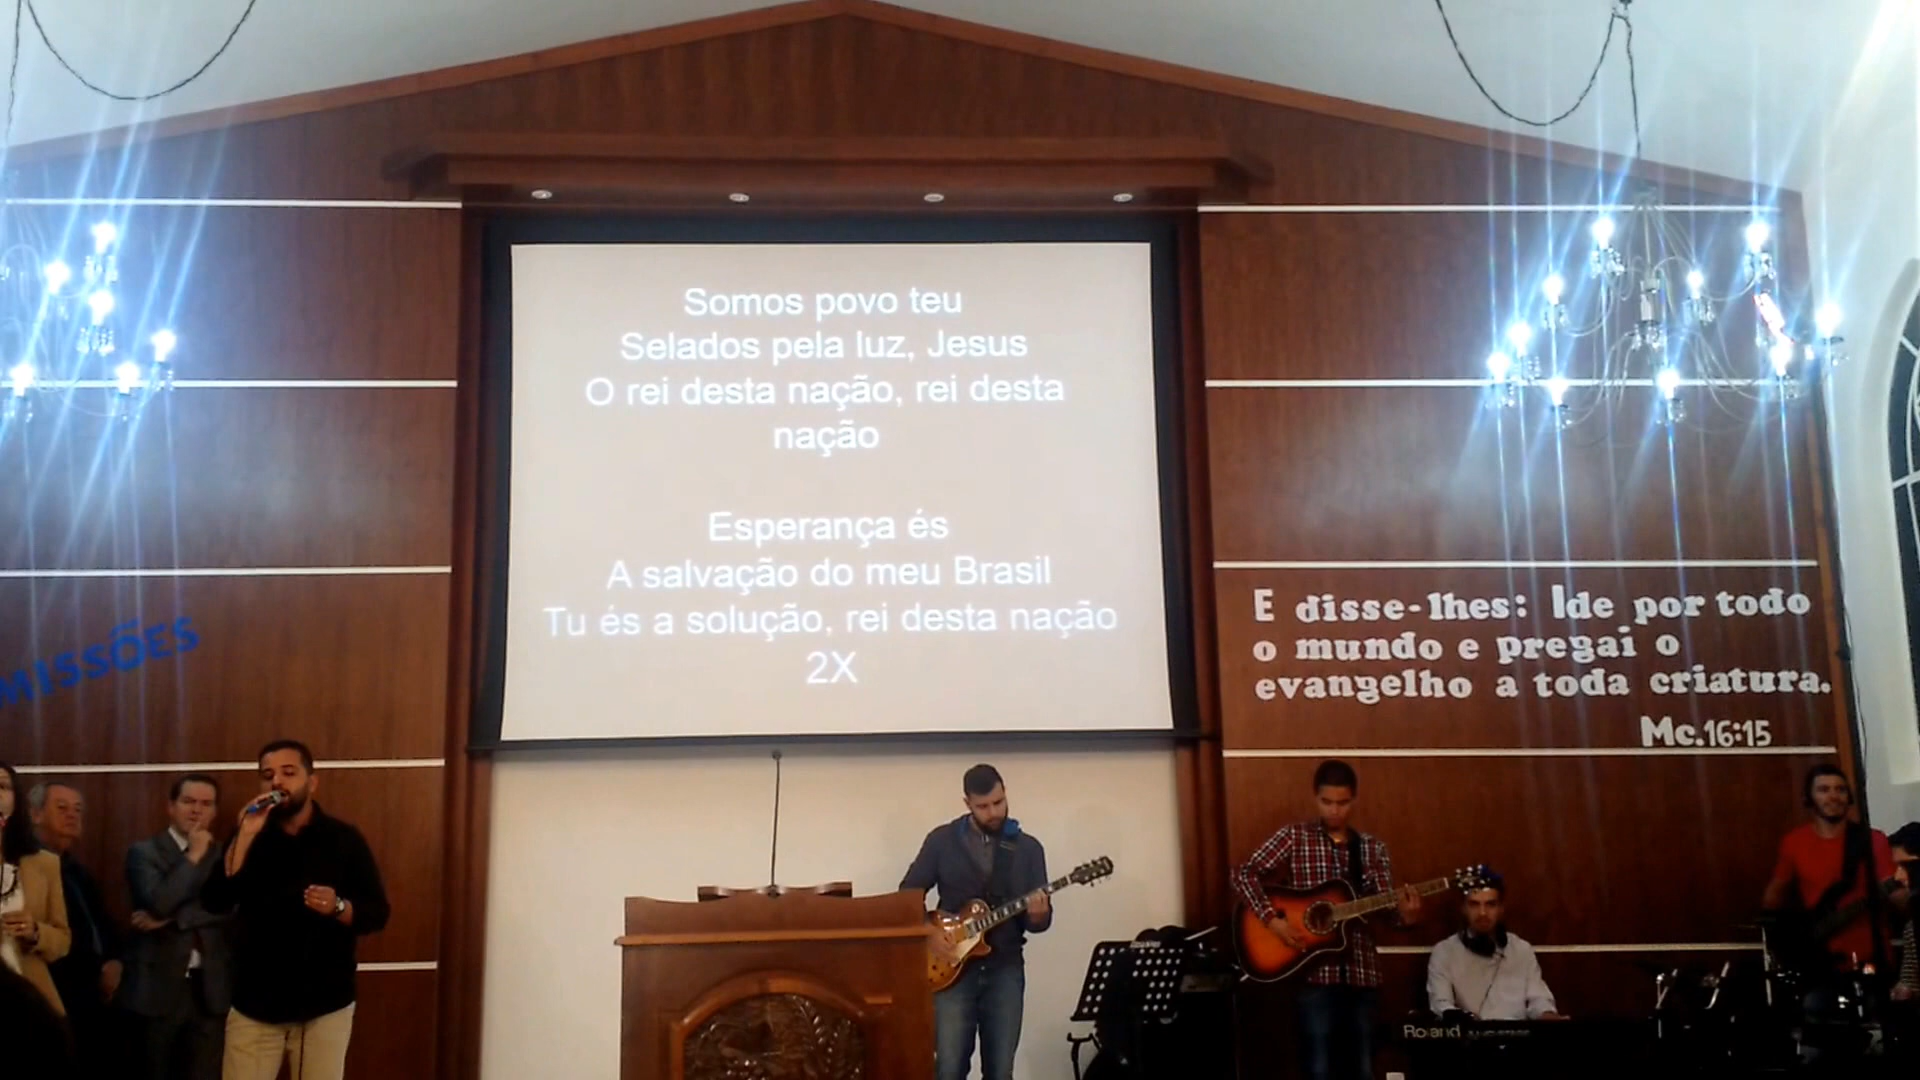 Somos povo teu
Selados pela luz, Jesus
O rei desta nação, rei desta
nação
Esperança és
A salvação do meu Brasil
Tu és a solução, rei desta nação
2X
MISSÕES
E disse-lhes: Ide por todo
o mundo e pregai o
evangelho a toda criatura.
Mc.16:15
Roland